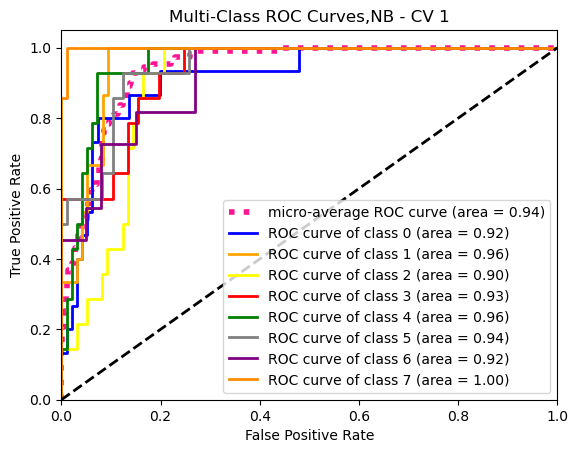 Multi-Class ROC Curves,NB - CV 1
1.0
0.8
0.6
0.4
0.2
0.0
True Positive Rate
micro-average ROC curve (area = 0.94)
ROC curve of class 0 (area = 0.92)
ROC curve of class 1 (area = 0.96)
ROC curve of class 2 (area = 0.90)
ROC curve of class 3 (area = 0.93)
ROC curve of class 4 (area = 0.96)
ROC curve of class 5 (area = 0.94)
ROC curve of class 6 (area = 0.92)
ROC curve of class 7 (area = 1.00)
0.0 0.2 0.4 0.6 0.8 1.0
False Positive Rate